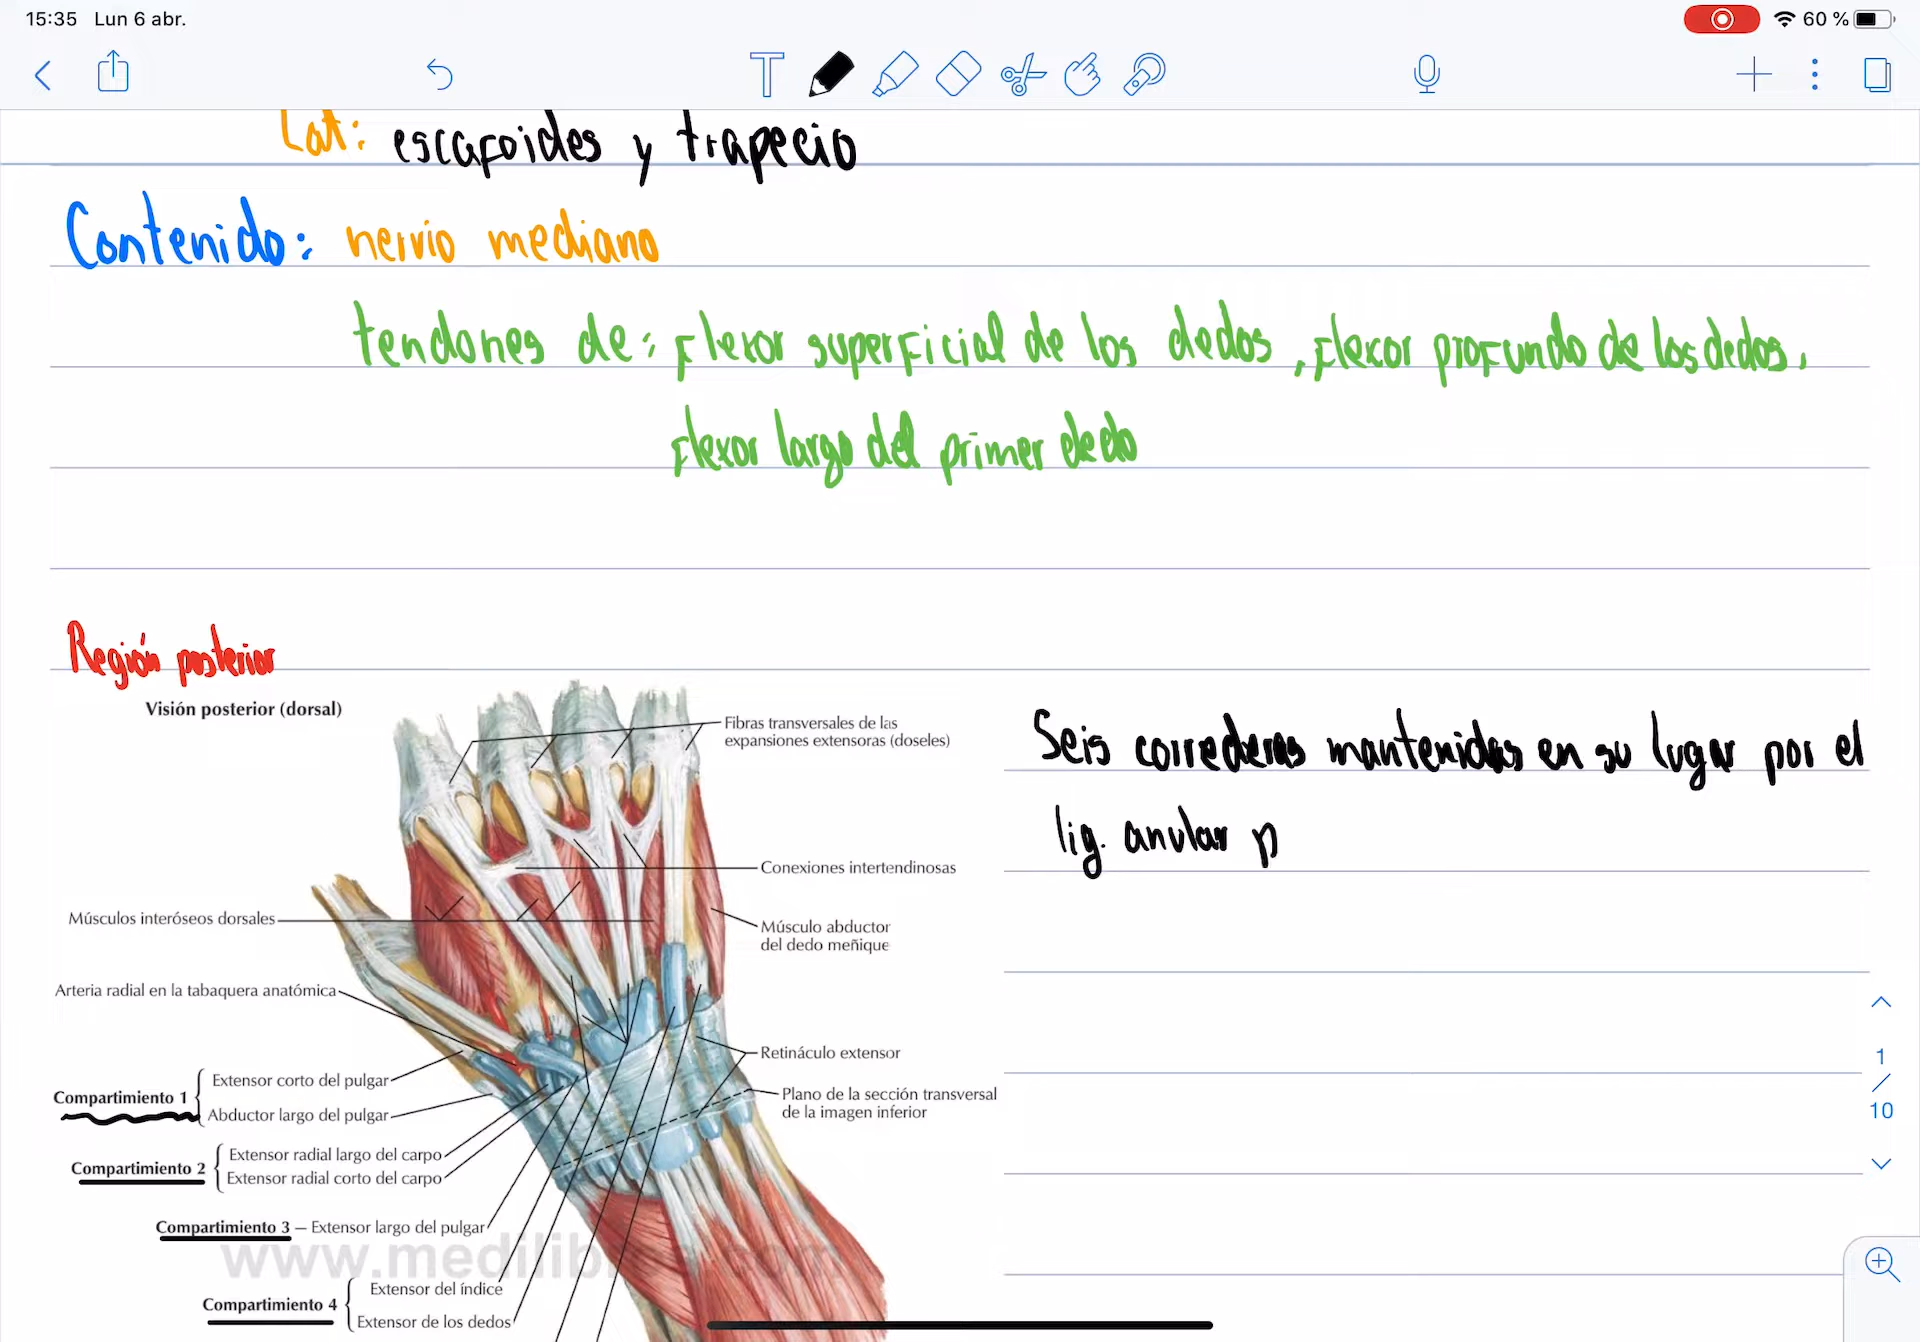 15:35 Lun 6 abr.
60 %
Lat: escafoides y trapecio
Contenido: nervio mediano
tendones de: Flexor superficial de los dedos, Flexor profundo de los dedos,
Flexor largo del primer dedo
Región posterior
Visión posterior (dorsal)
Fibras transversales de las
expansiones extensoras (doseles)
Seis correderas mantenidas en su lugar por el
lig. anular p
Conexiones intertendinosas
Músculos interóseos dorsales
Músculo abductor
del dedo meñique
Arteria radial en la tabaquera anatómica
Retináculo extensor
Plano de la sección transversal
de la imagen inferior
Compartimiento 1
Extensor corto del pulgar
Abductor largo del pulgar
Compartimiento 2
Extensor radial largo del carpo
Extensor radial corto del carpo
Compartimiento 3 — Extensor largo del pulgar
Compartimiento 4
Extensor del índice
Extensor de los dedos
1
/
10